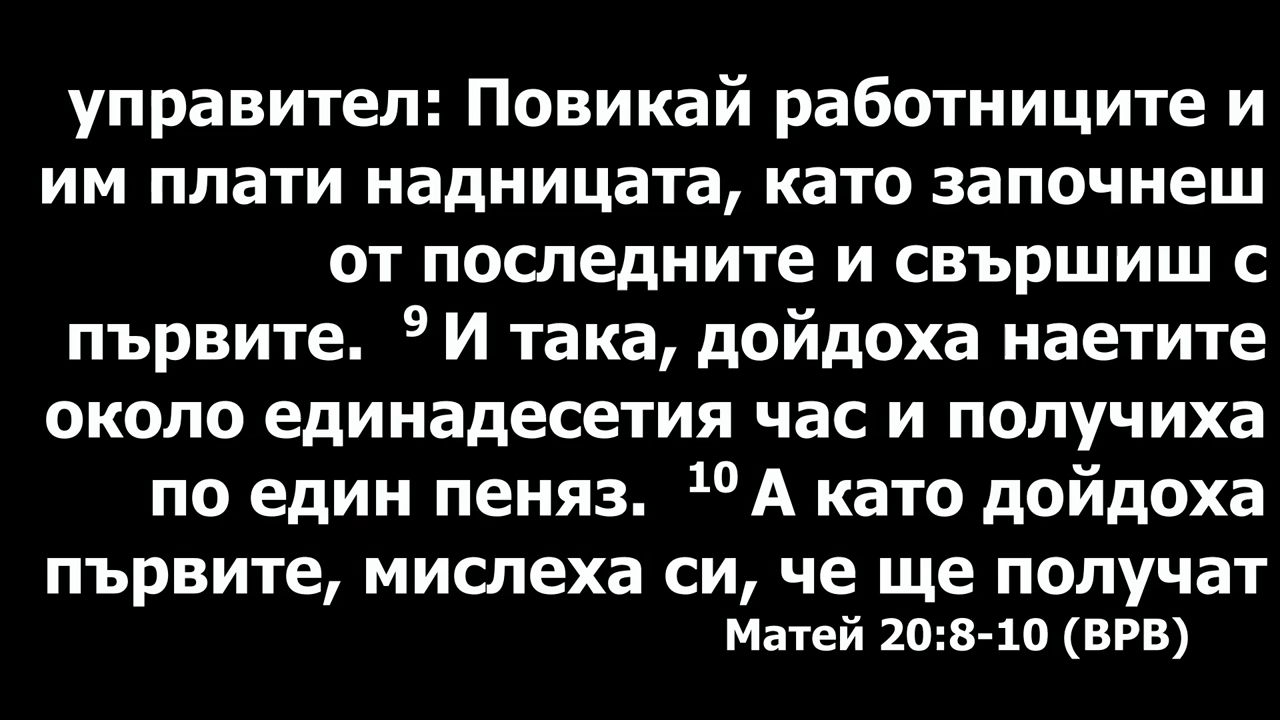 управител: Повикай работниците и
им плати надницата, като започнеш
от последните и свършиш с
първите. 9 И така, дойдоха наетите
около единадесетия час и получиха
по един пеняз. 10 А като дойдоха
първите, мислеха си, че ще получат
Матей 20:8-10 (ВРВ)